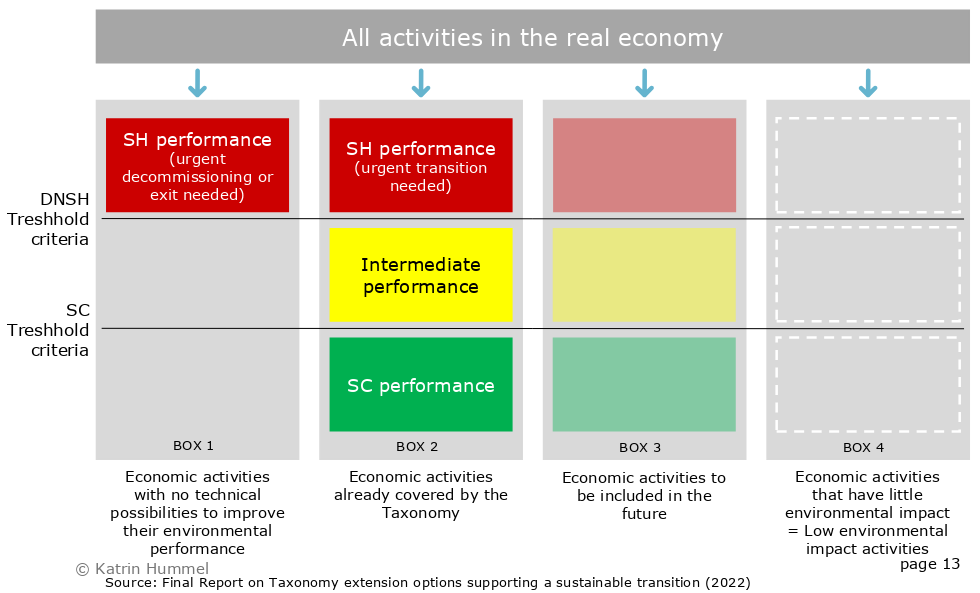 All activities in the real economy
SH performance
(urgent
decommissioning or
exit needed)
SH performance
(urgent transition
needed)
DNSH
Treshhold
criteria
Intermediate
performance
SC
Treshhold
criteria
SC performance
BOX 1
BOX 2
BOX 3
BOX 4
Economic activities
with no technical
possibilities to improve
their environmental
performance
Economic activities
already covered by the
Taxonomy
Economic activities to
be included in the
future
Economic activities
that have little
environmental impact
= Low environmental
impact activities
© Katrin Hummel
page 13
Source: Final Report on Taxonomy extension options supporting a sustainable transition (2022)